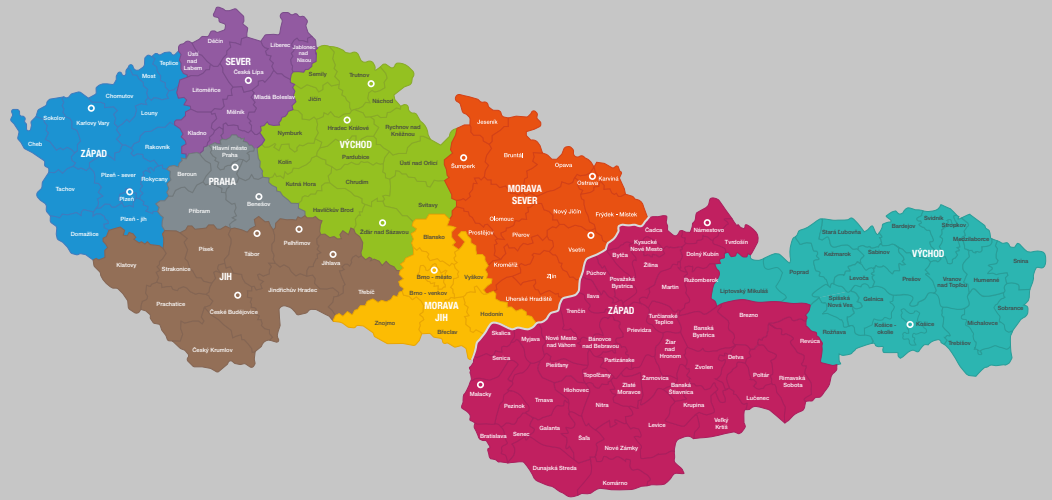 Děčín
Ústí
nad
Labem
SEVER
Česká Lípa
Liberec
Jablonec
nad
Nisou
Litoměřice
Mělník
Mladá Boleslav
Kladno
Teplice
Most
Chomutov
Louny
Sokolov
Karlovy Vary
Cheb
ZÁPAD
Rakovník
Plzeň - sever
Rokycany
Tachov
Plzeň
Plzeň - jih
Domažlice
Hlavní město
Praha
Beroun
PRAHA
Benešov
Příbram
Semily
Trutnov
Jičín
Náchod
Hradec Králové
Rychnov nad
Kněžnou
Nymburk
VÝCHOD
Pardubice
Kolín
Ústí nad Orlicí
Kutná Hora
Chrudim
Havlíčkův Brod
Svitavy
Žďár nad Sázavou
Klatovy
Písek
Tábor
Pelhřimov
Strakonice
JIH
Jihlava
Jindřichův Hradec
Třebíč
Prachatice
České Budějovice
Český Krumlov
Blansko
Brno - město
Vyškov
Brno - venkov
MORAVA
JIH
Znojmo
Hodonín
Břeclav
Jeseník
Bruntál
Šumperk
Opava
Ostrava
Karviná
MORAVA
SEVER
Nový Jičín
Frýdek - Místek
Olomouc
Prostějov
Přerov
Vsetín
Kroměříž
Zlín
Uherské Hradiště
Čadca
Námestovo
Kysucké
Nové Mesto
Tvrdošín
Bytča
Dolný Kubín
Žilina
Púchov
Považská
Bystrica
Martin
Ružomberok
Liptovský Mikuláš
Ilava
Trenčín
ZÁPAD
Turčianske
Teplice
Prievidza
Banská
Bystrica
Brezno
Skalica
Myjava
Nové Mesto
nad Váhom
Bánovce
nad Bebravou
Žiar
nad
Hronom
Revúca
Senica
Piešťany
Partizánske
Zvolen
Detva
Topoľčany
Žarnovica
Poltár
Rimavská
Sobota
Malacky
Hlohovec
Zlaté
Moravce
Banská
Štiavnica
Lučenec
Pezinok
Trnava
Nitra
Krupina
Veľký
Krtíš
Bratislava
Senec
Galanta
Šaľa
Levice
Nové Zámky
Dunajská Streda
Komárno
Stará Ľubovňa
Bardejov
Svidník
Stropkov
Medzilaborce
Kežmarok
Sabinov
VÝCHOD
Snina
Poprad
Levoča
Prešov
Vranov
nad Topľou
Humenné
Spišská
Nová Ves
Gelnica
Sobrance
Rožňava
Košice -
okolie
Košice
Michalovce
Trebišov